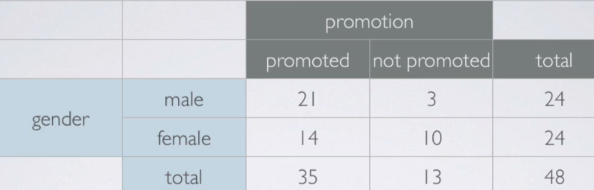 promotion
promoted not promoted total
gender male 21 3 24
female 14 10 24
total 35 13 48